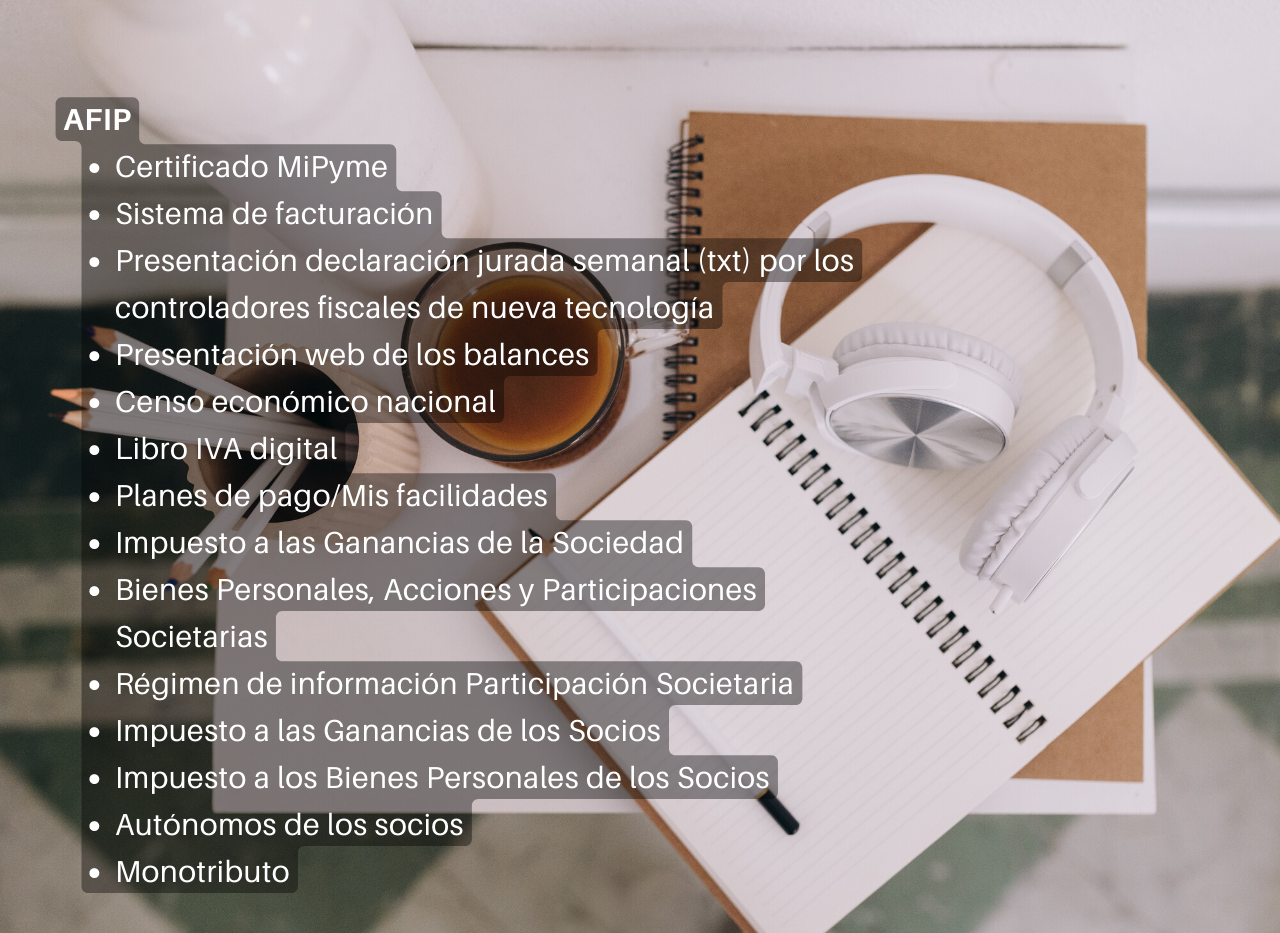 AFIP
• Certificado MiPyme
• Sistema de facturación
• Presentación declaración jurada semanal (txt) por los
controladores fiscales de nueva tecnología
• Presentación web de los balances
• Censo económico nacional
• Libro IVA digital
• Planes de pago/Mis facilidades
• Impuesto a las Ganancias de la Sociedad
• Bienes Personales, Acciones y Participaciones
Societarias
• Régimen de información Participación Societaria
• Impuesto a las Ganancias de los Socios
• Impuesto a los Bienes Personales de los Socios
• Autónomos de los socios
• Monotributo